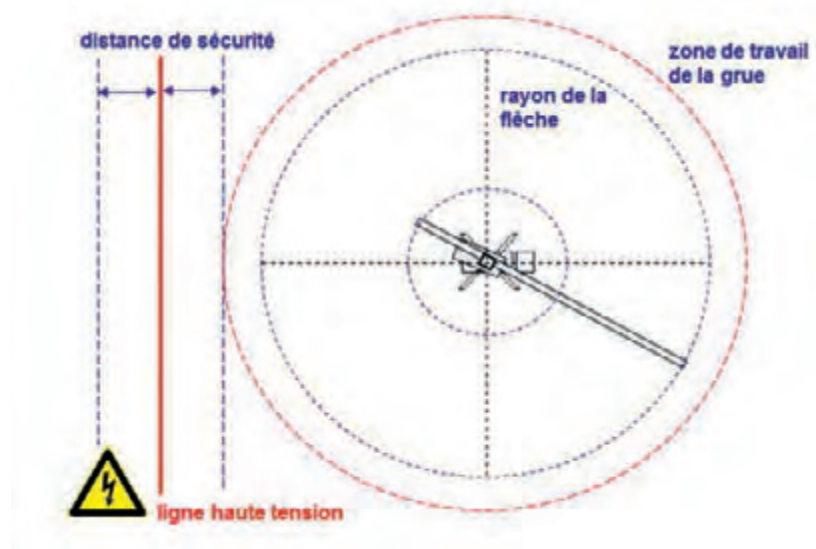 distance de sécurité
zone de travail
de la grue
rayon de la
flèche
ligne haute tension